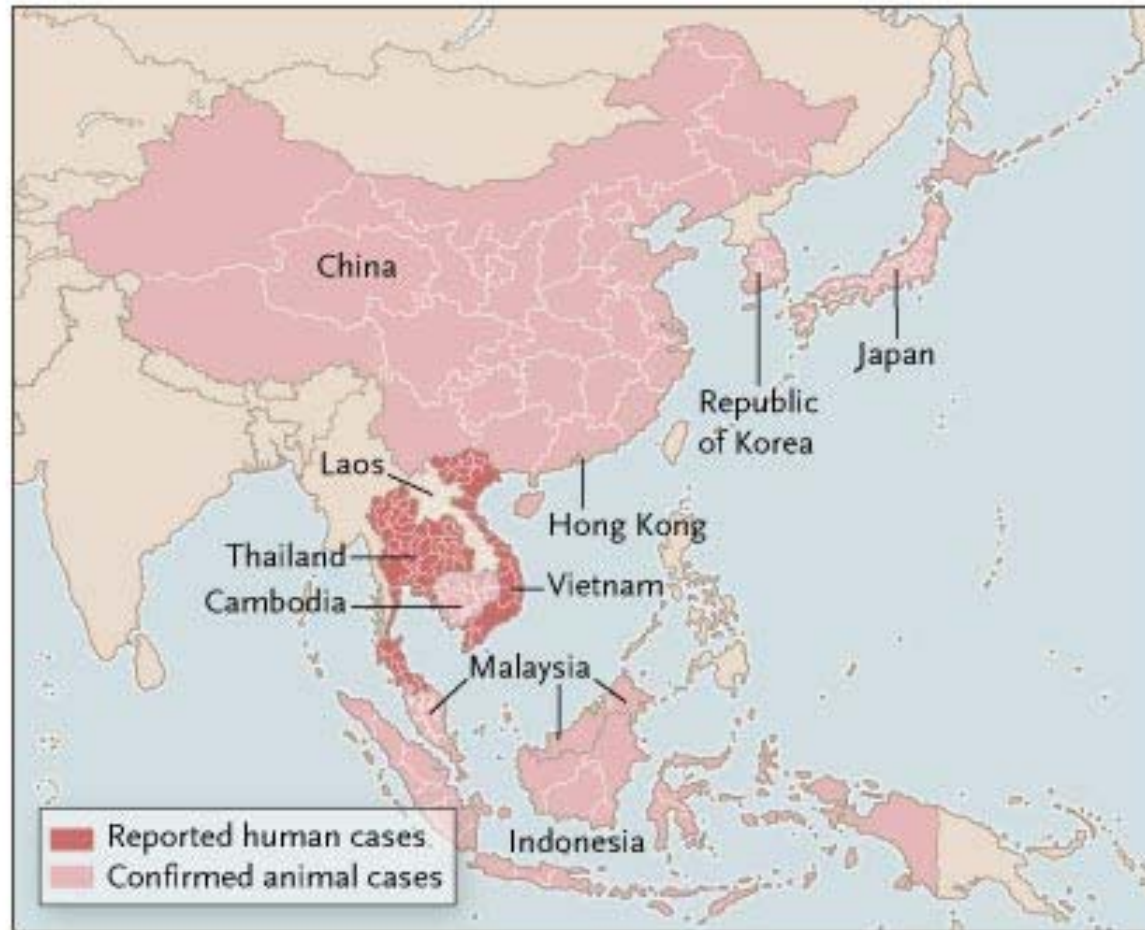 China
Japan
Republic
of Korea
Laos
Hong Kong
Thailand
Vietnam
Cambodia
Malaysia
Indonesia
Reported human cases
Confirmed animal cases